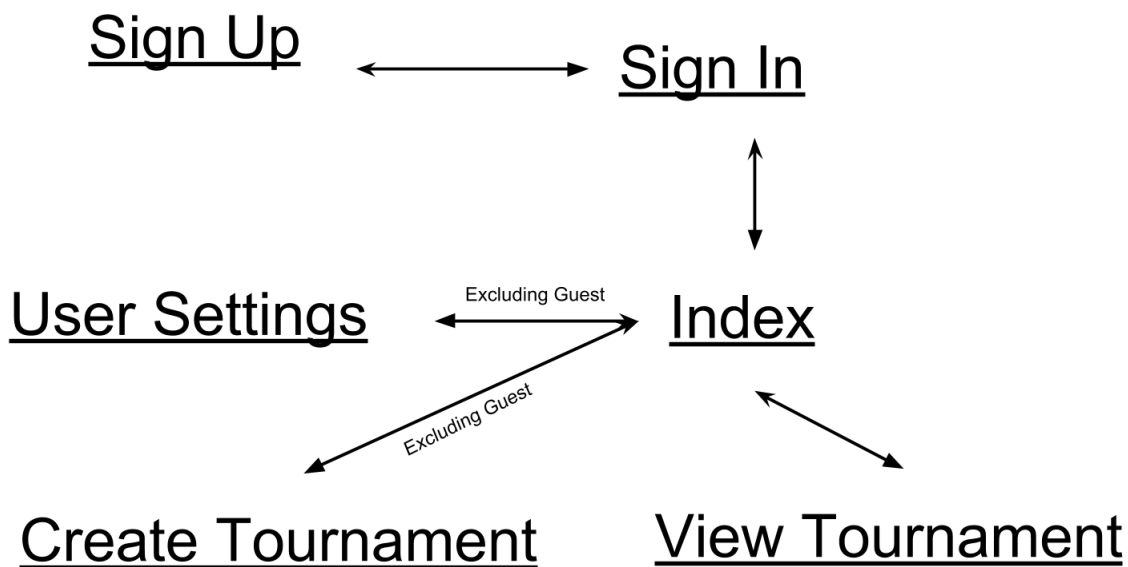 Sign Up
Sign In
Excluding Guest
User Settings
Index
Excluding Guest
Create Tournament
View Tournament